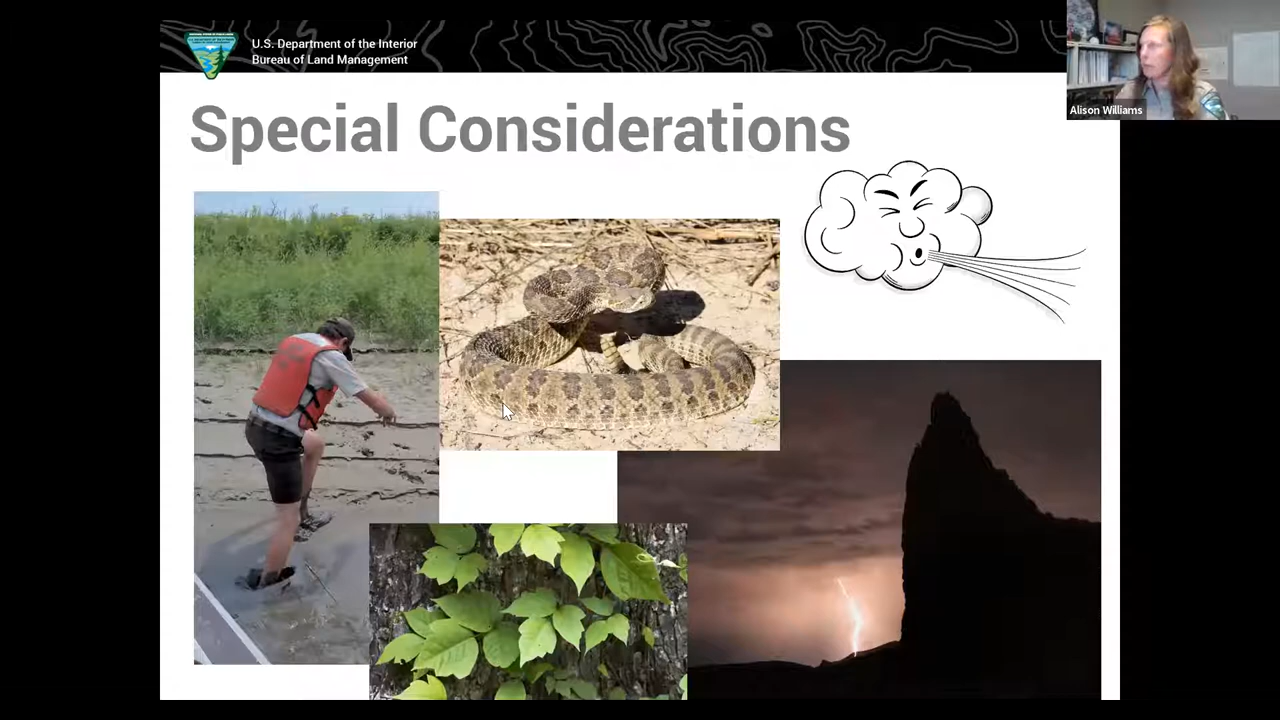 U.S. Department of the Interior
Bureau of Land Management
Alison Williams
Special Considerations